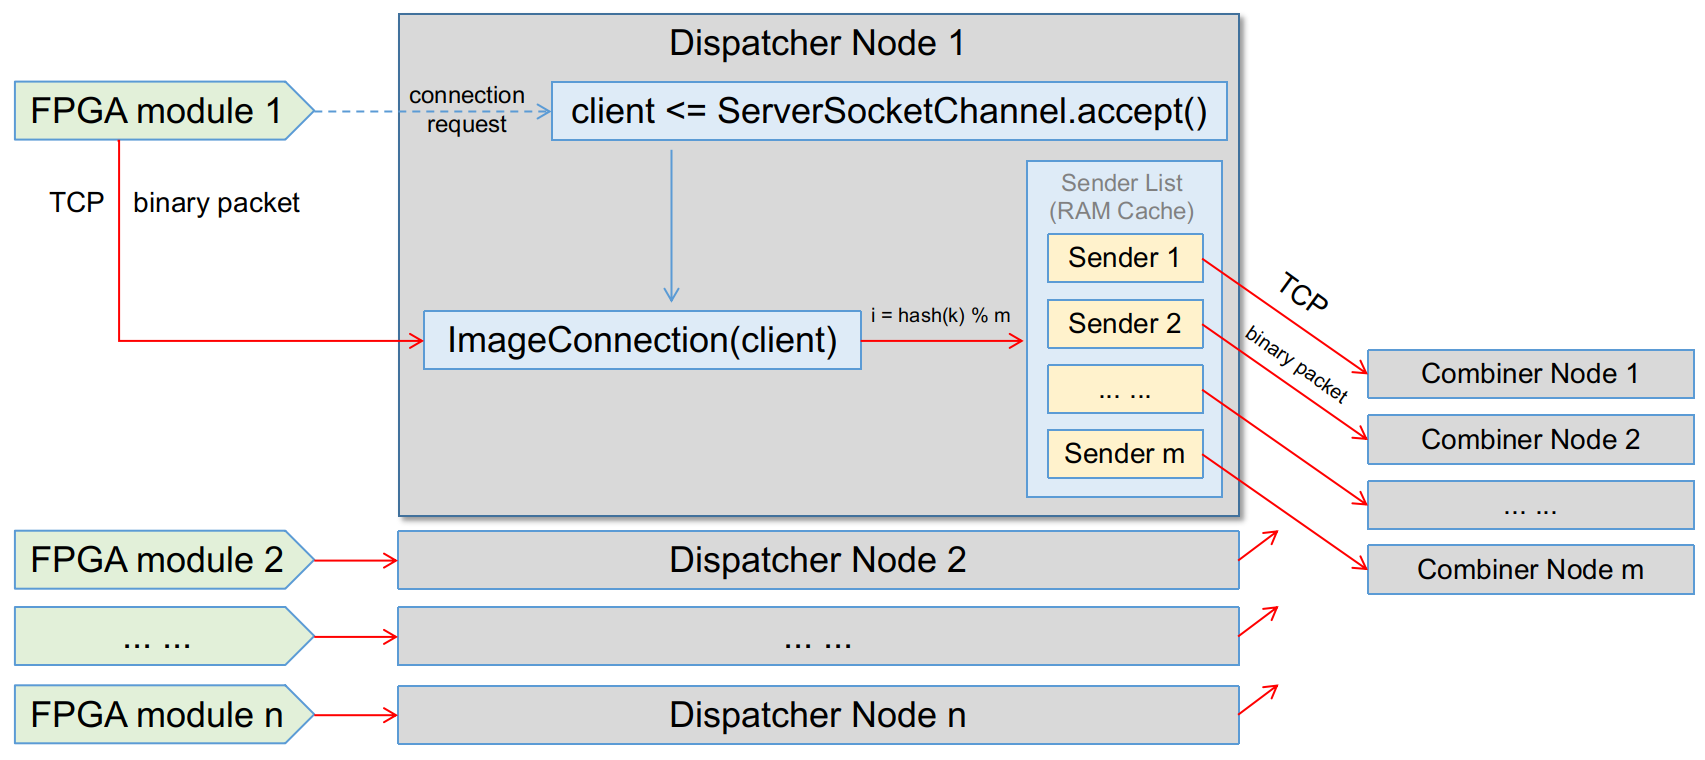 Dispatcher Node 1
FPGA module 1
connection
request
client <= ServerSocketChannel.accept()
TCP
binary packet
Sender List
(RAM Cache)
Sender 1
Sender 2
... ...
Sender m
ImageConnection(client)
i = hash(k) % m
TCP
binary packet
Combiner Node 1
Combiner Node 2
... ...
Combiner Node m
FPGA module 2
Dispatcher Node 2
... ...
... ...
FPGA module n
Dispatcher Node n